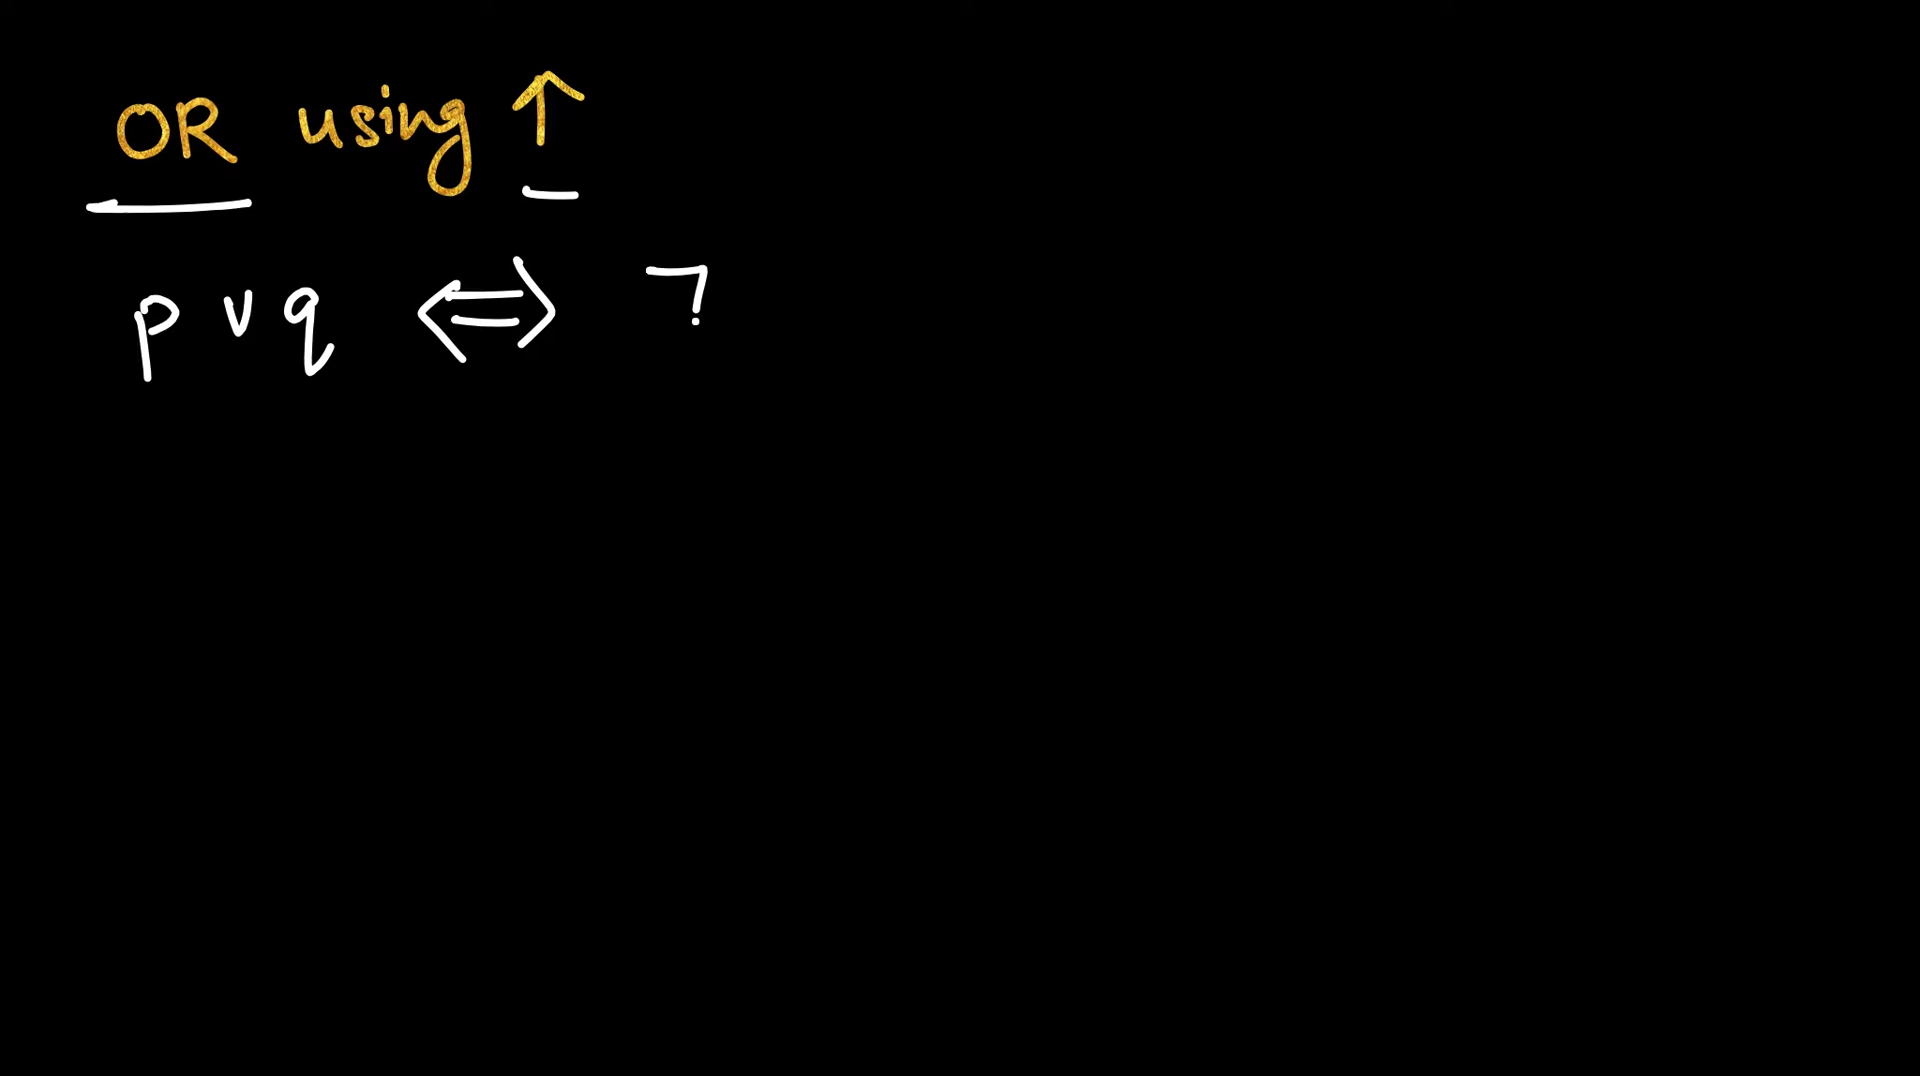 OR using ↑
p ∨ q ⇔ ?